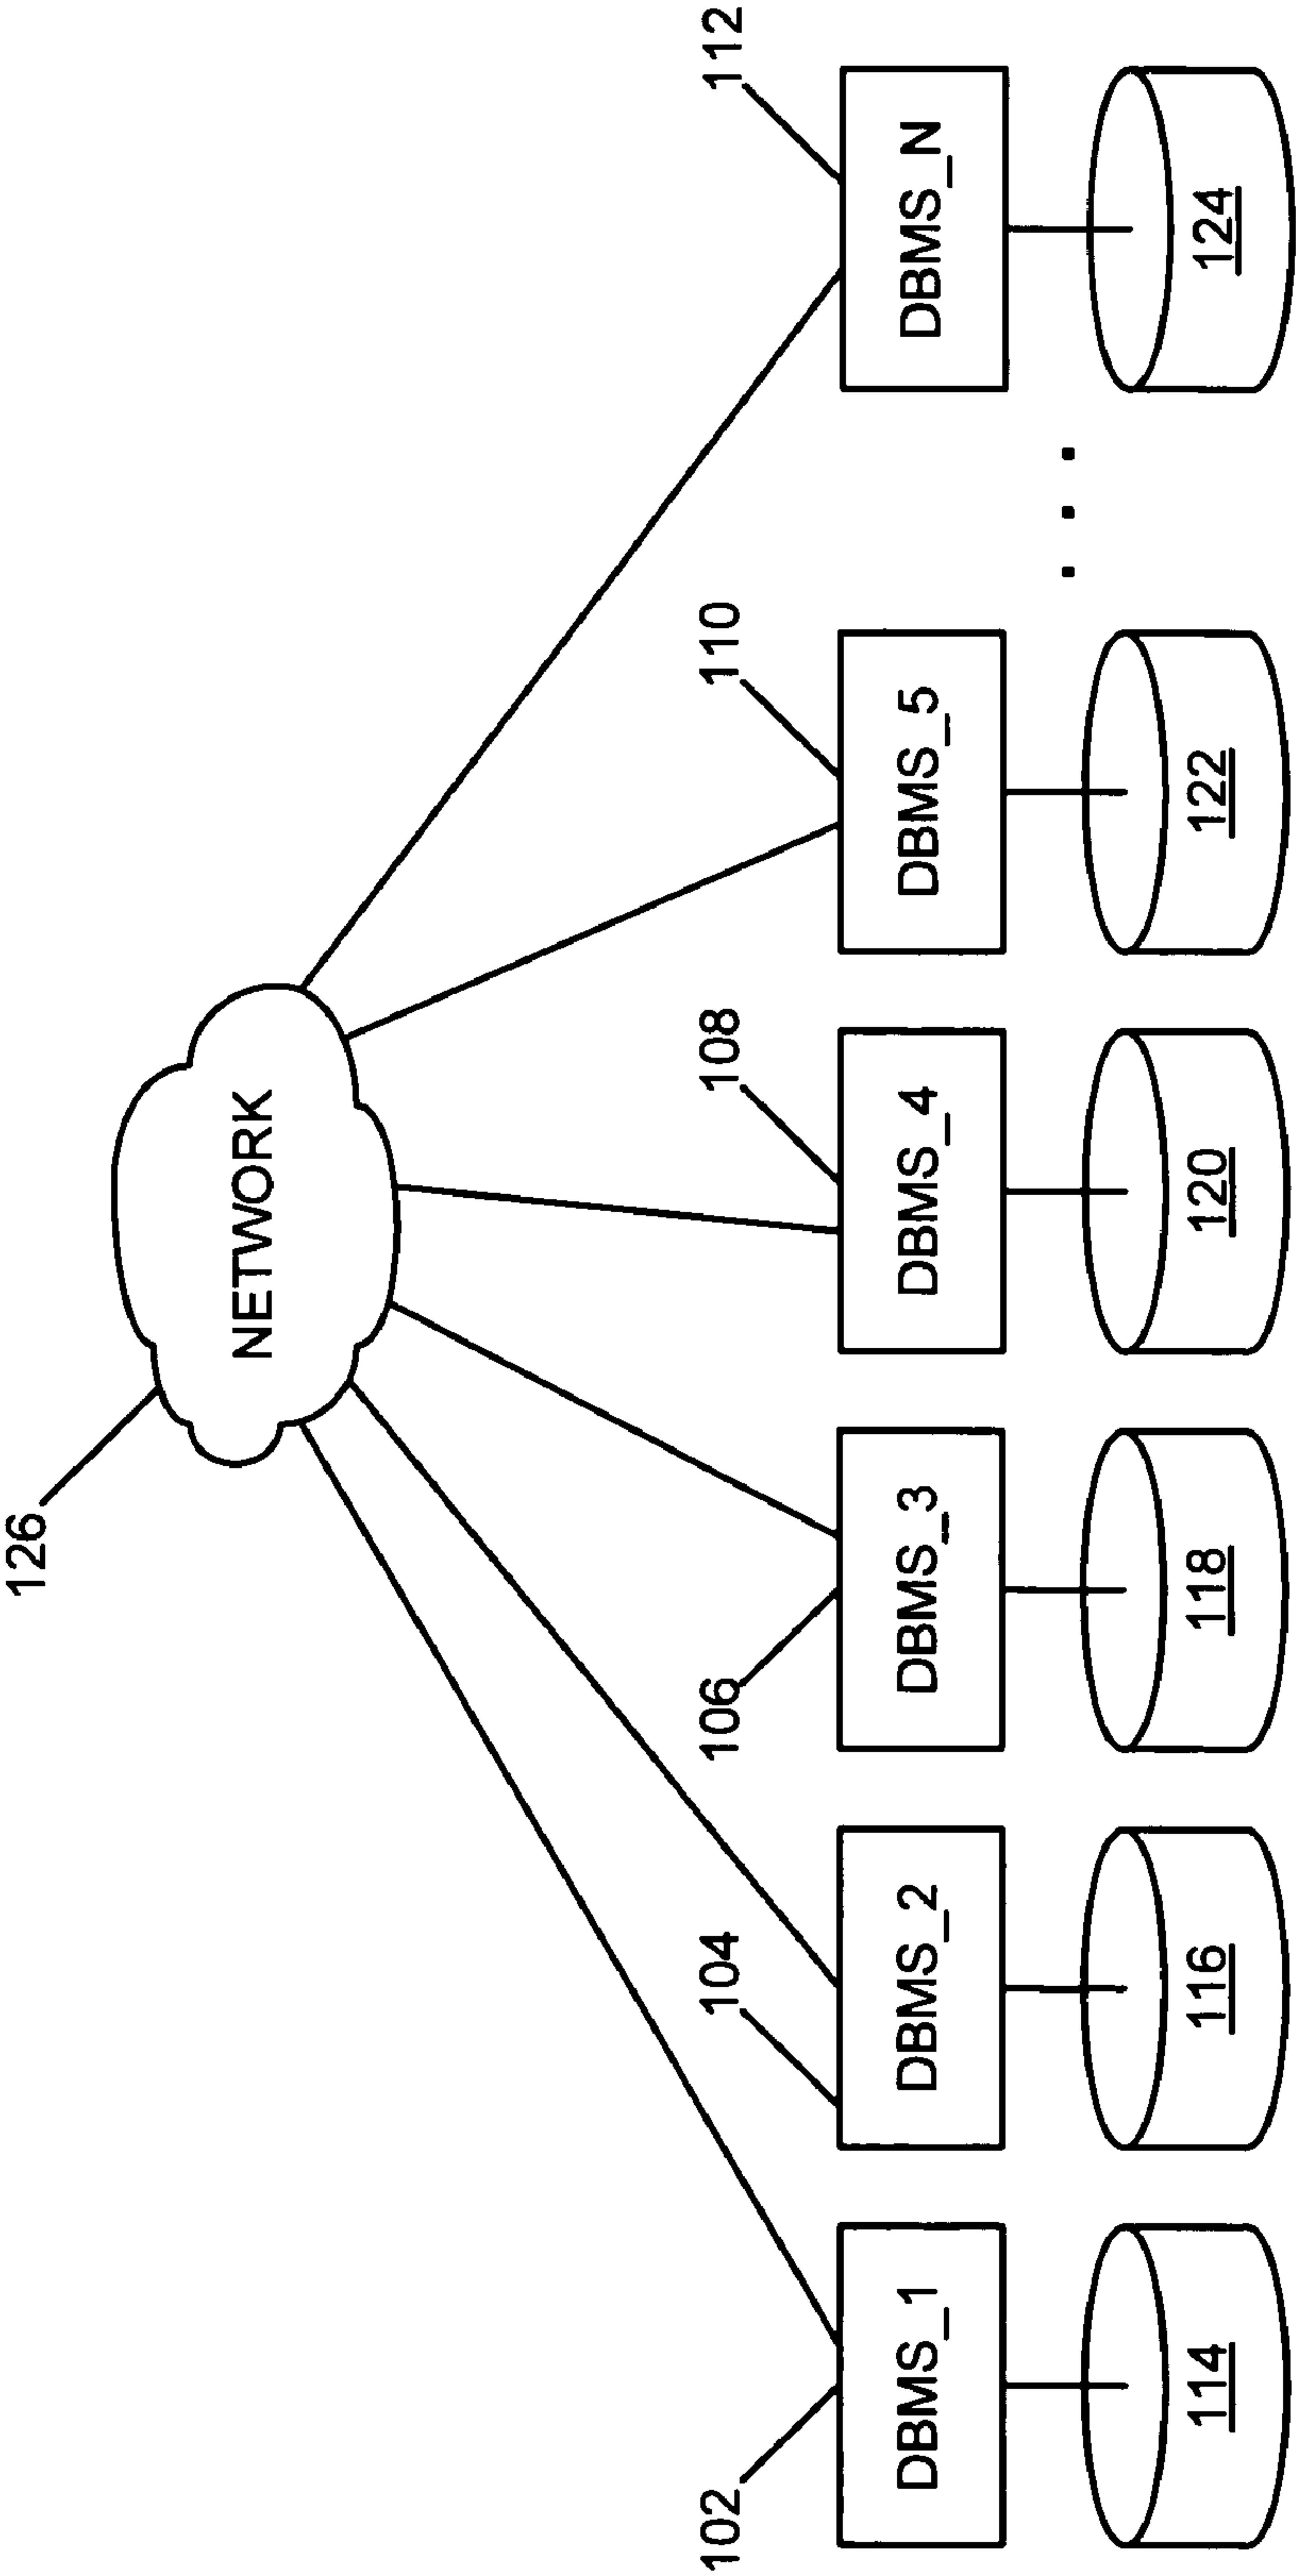 126
NETWORK
102
104
106
108
110
112
DBMS_1
DBMS_2
DBMS_3
DBMS_4
DBMS_5
. . .
DBMS_N
114
116
118
120
122
124